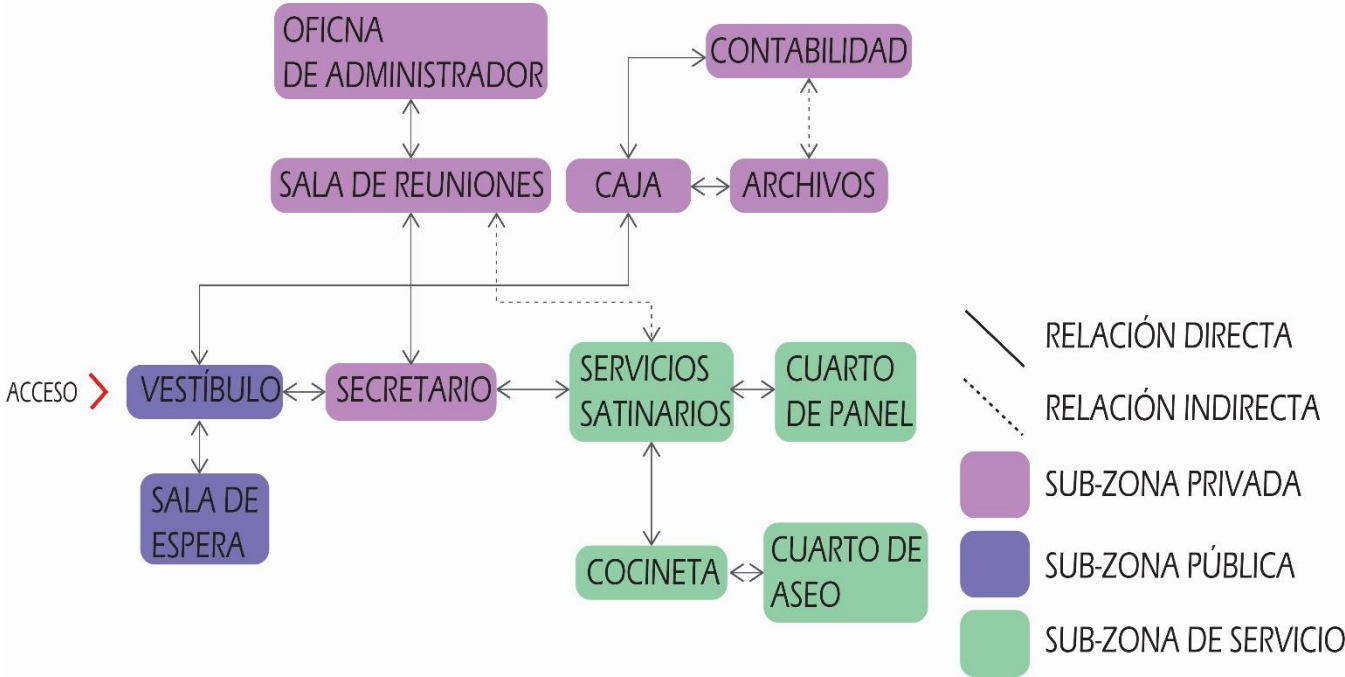 OFICNA
DE ADMINISTRADOR
CONTABILIDAD
SALA DE REUNIONES
CAJA
ARCHIVOS
ACCESO
VESTÍBULO
SECRETARIO
SERVICIOS
SATINARIOS
CUARTO
DE PANEL
SALA DE
ESPERA
COCINETA
CUARTO DE
ASEO
RELACIÓN DIRECTA
RELACIÓN INDIRECTA
SUB-ZONA PRIVADA
SUB-ZONA PÚBLICA
SUB-ZONA DE SERVICIO